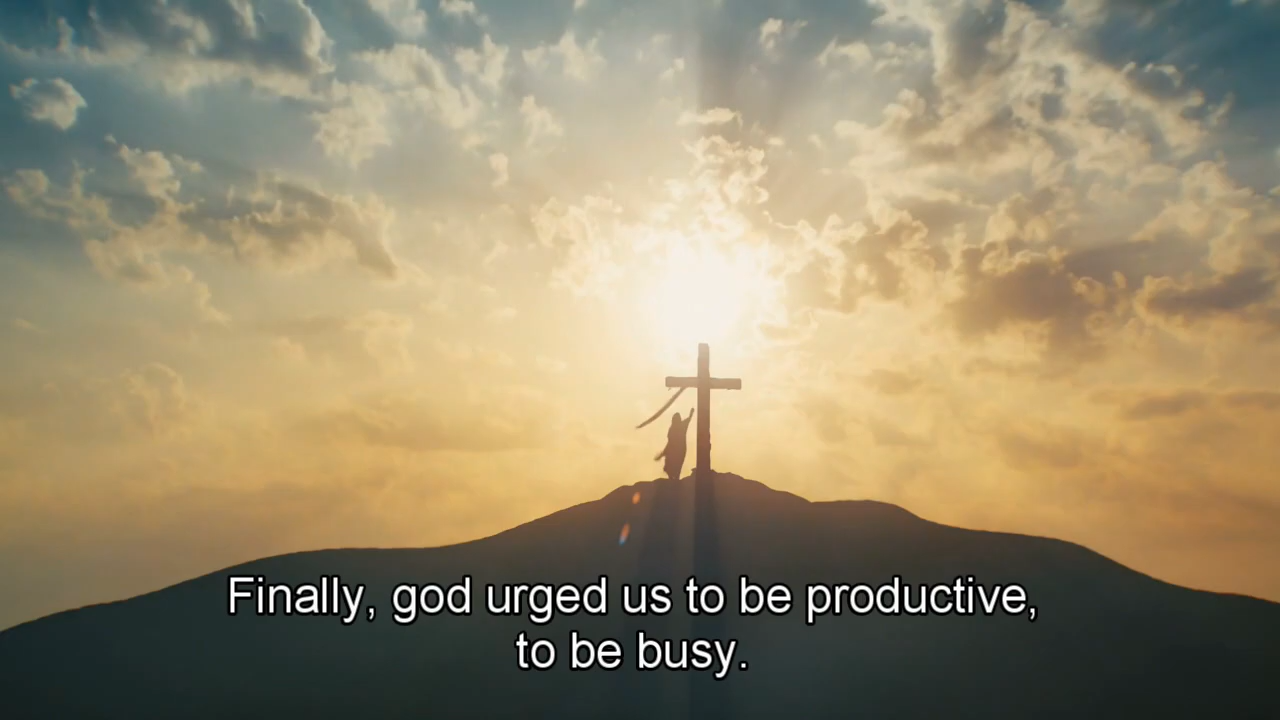 Finally, god urged us to be productive,
to be busy.